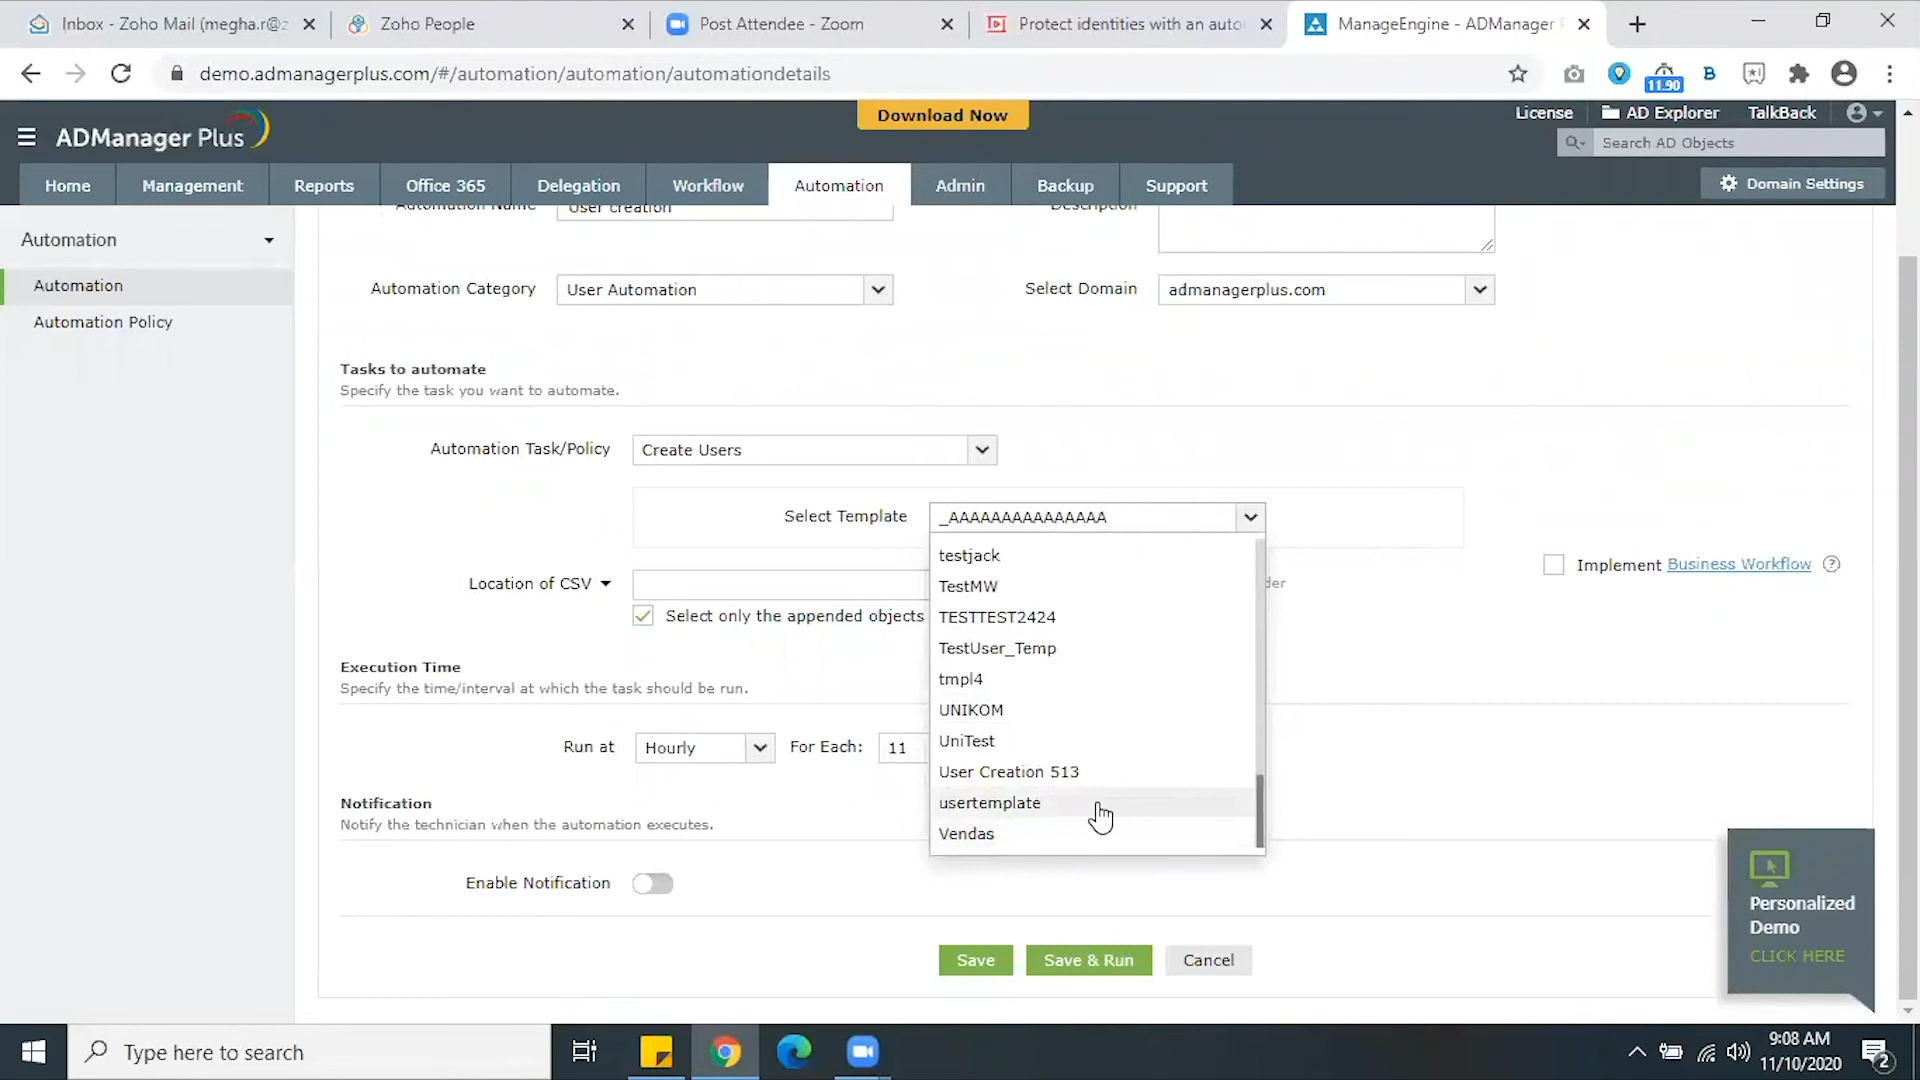 Inbox - Zoho Mail (megha.r@z
Zoho People
Post Attendee - Zoom
Protect identities with an auto
ManageEngine - ADManager P
demo.admanagerplus.com/#/automation/automationdetails
11.90
B
ADManager Plus
Download Now
License
AD Explorer
TalkBack
Search AD Objects
Home
Management
Reports
Office 365
Delegation
Workflow
Automation
Admin
Backup
Support
Domain Settings
Automation
Automation
Automation Policy
Automation Name
User creation
Description
Automation Category
User Automation
Select Domain
admanagerplus.com
Tasks to automate
Specify the task you want to automate.
Automation Task/Policy
Create Users
Select Template
_AAAAAAAAAAAAAAA
testjack
TestMW
TESTTEST2424
TestUser_Temp
tmpl4
UNIKOM
UniTest
User Creation 513
usertemplate
Vendas
Implement Business Workflow ?
Location of CSV
der
Select only the appended objects
Execution Time
Specify the time/interval at which the task should be run.
Run at
Hourly
For Each:
11
Notification
Notify the technician when the automation executes.
Enable Notification
Save
Save & Run
Cancel
Personalized
Demo
CLICK HERE
Type here to search
9:08 AM
11/10/2020
2